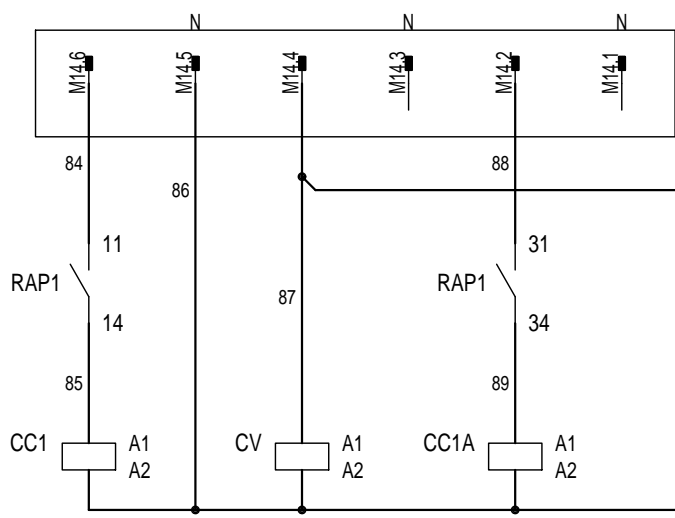 N N N
M14.6 M14.5 M14.4 M14.3 M14.2 M14.1
84 86 88
11 31
RAP1 87 RAP1
14 34
85 89
CC1 A1 CV A1 CC1A A1
A2 A2 A2